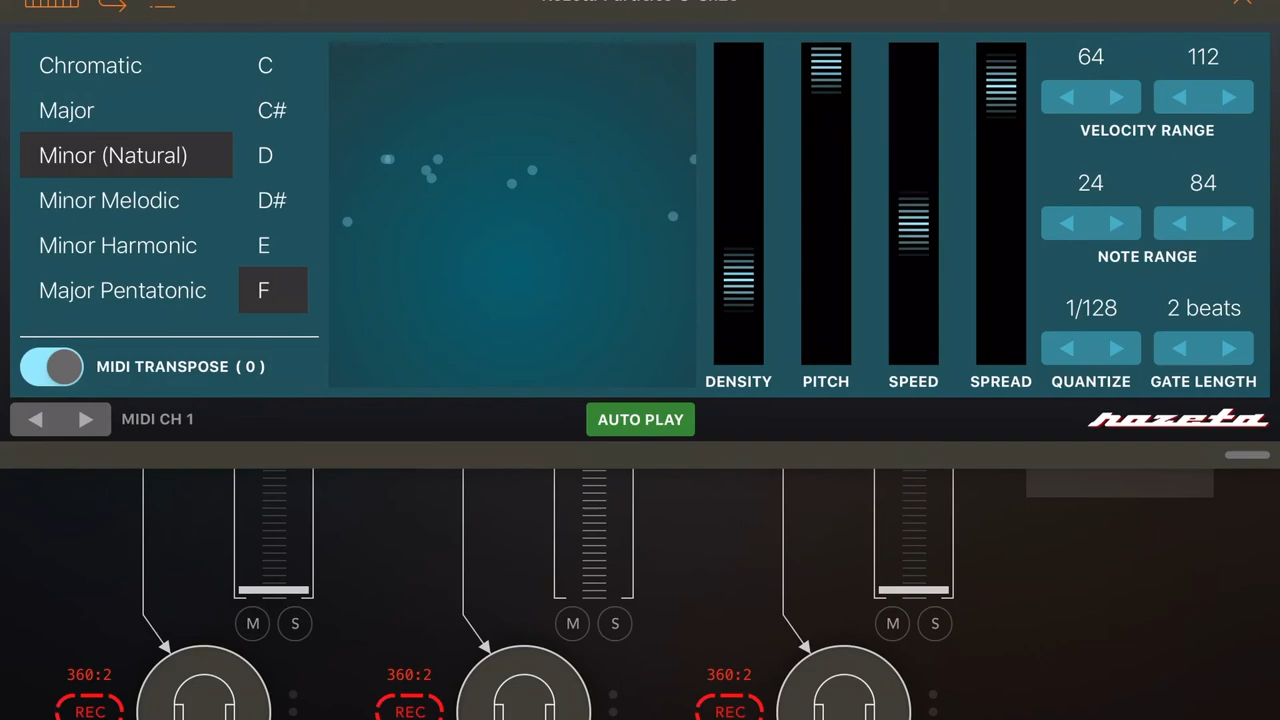 Chromatic
Major
Minor (Natural)
Minor Melodic
Minor Harmonic
Major Pentatonic
C
C#
D
D#
E
F
MIDI TRANSPOSE ( 0 )
DENSITY
PITCH
SPEED
SPREAD
64 112
VELOCITY RANGE
24 84
NOTE RANGE
1/128 2 beats
QUANTIZE GATE LENGTH
MIDI CH 1
AUTO PLAY
rozeta
M S
M S
M S
360:2
REC
360:2
REC
360:2
REC